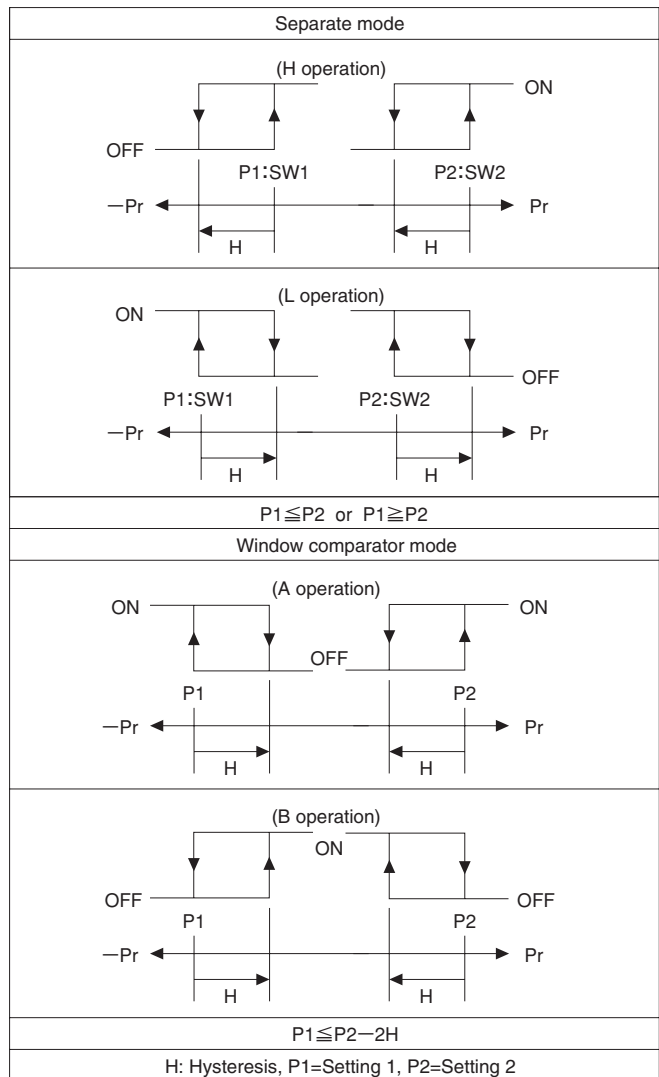 Separate mode
(H operation)
ON
OFF
P1:SW1 P2:SW2
—Pr Pr
H H
(L operation)
ON
OFF
P1:SW1 P2:SW2
—Pr Pr
H H
P1≦P2 or P1≧P2
Window comparator mode
(A operation)
ON ON
OFF
P1 P2
—Pr Pr
H H
(B operation)
ON
OFF OFF
P1 P2
—Pr Pr
H H
P1≦P2—2H
H: Hysteresis, P1=Setting 1, P2=Setting 2